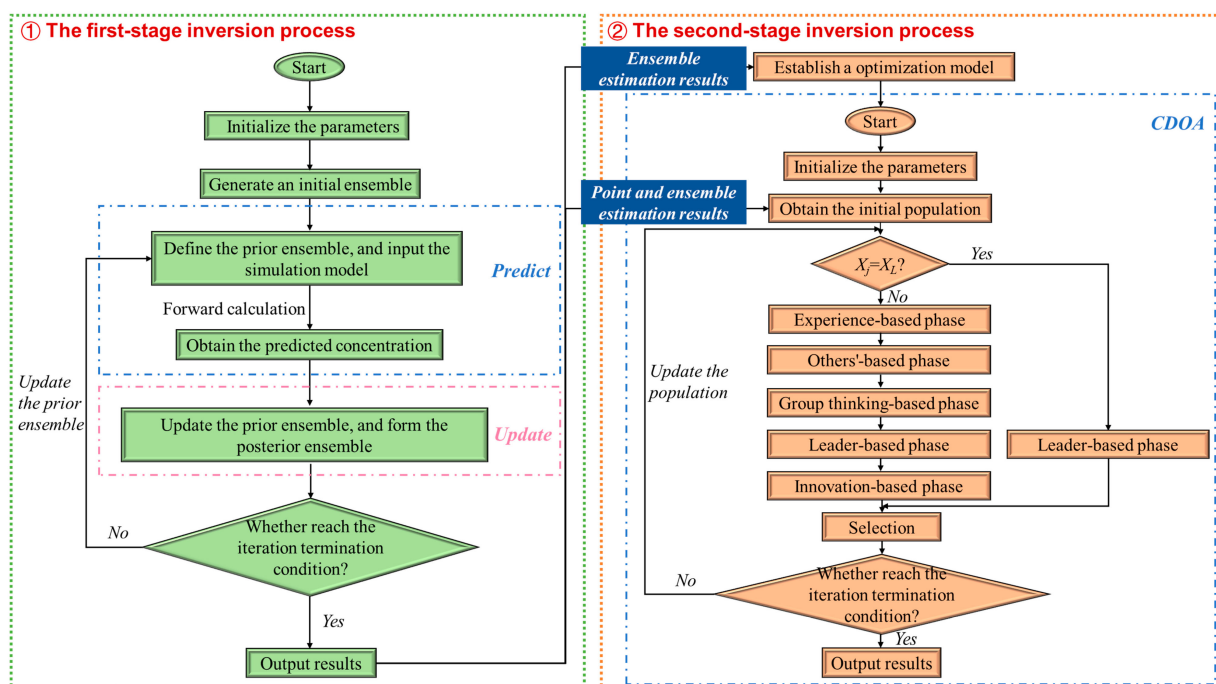 ① The first-stage inversion process
Start
Initialize the parameters
Generate an initial ensemble
Define the prior ensemble, and input the
simulation model
Predict
Forward calculation
Obtain the predicted concentration
Update
the prior
ensemble
Update the prior ensemble, and form the
posterior ensemble
Update
Whether reach the
iteration termination
condition?
No
Yes
Output results
Ensemble
estimation results
Point and ensemble
estimation results
② The second-stage inversion process
Establish a optimization model
CDOA
Start
Initialize the parameters
Obtain the initial population
Xj=XL?
Yes
No
Experience-based phase
Others'-based phase
Update the
population
Group thinking-based phase
Leader-based phase
Leader-based phase
Innovation-based phase
Selection
Whether reach the
iteration termination
condition?
No
Yes
Output results